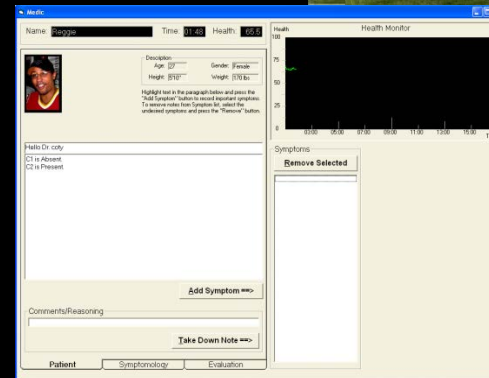 Medic
Name: Reggie Time: 01:48 Health: 65.5
Description
Age: 27 Gender: Female
Height: 5'10" Weight: 170 lbs
Highlight text in the paragraph below and press the
"Add Symptom" button to record important symptoms.
To remove notes from Symptom list, select the
undesired symptoms and press the "Remove" button.
Hello Dr. coty
C1 is Absent.
C2 is Present.
Add Symptom ==>
Comments/Reasoning
Take Down Note ==>
Patient Symptomology Evaluation
Health Health Monitor
100
75
50
25
0
03:00 05:00 07:00 09:00 11:00 13:00 15:00
Symptoms
Remove Selected